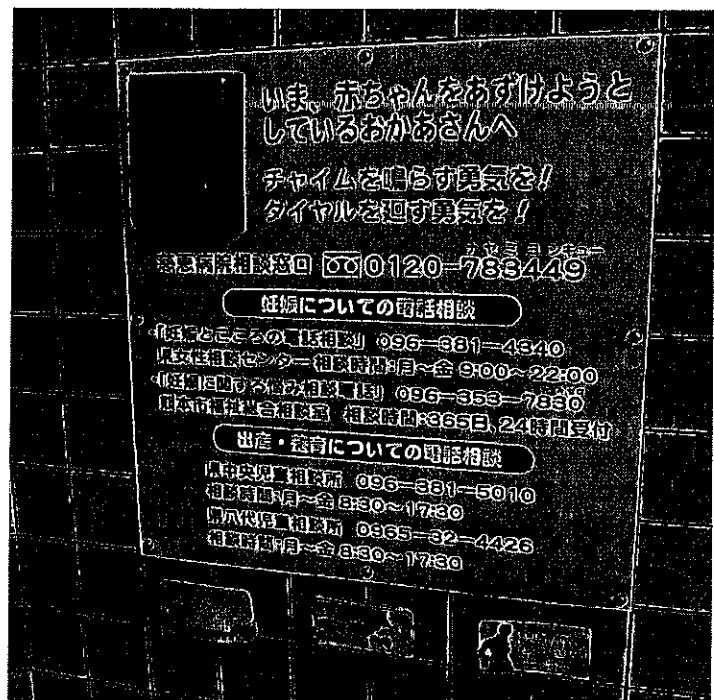 いま、赤ちゃんをあずけようと
しているおかあさんへ
チャイムを鳴らす勇気を!
ダイヤルを廻す勇気を!
慈恵病院相談窓口 0120-783449
妊娠についての電話相談
・「妊娠とこころの電話相談」 096-381-4340
県女性相談センター 相談時間:月〜金 9:00〜22:00
・「妊娠に関する悩み相談電話」 096-353-7830
熊本市福祉総合相談室 相談時間:365日、24時間受付
出産・養育についての電話相談
県中央児童相談所 096-381-5010
相談時間:月〜金 8:30〜17:30
県八代児童相談所 0965-32-4426
相談時間:月〜金 8:30〜17:30